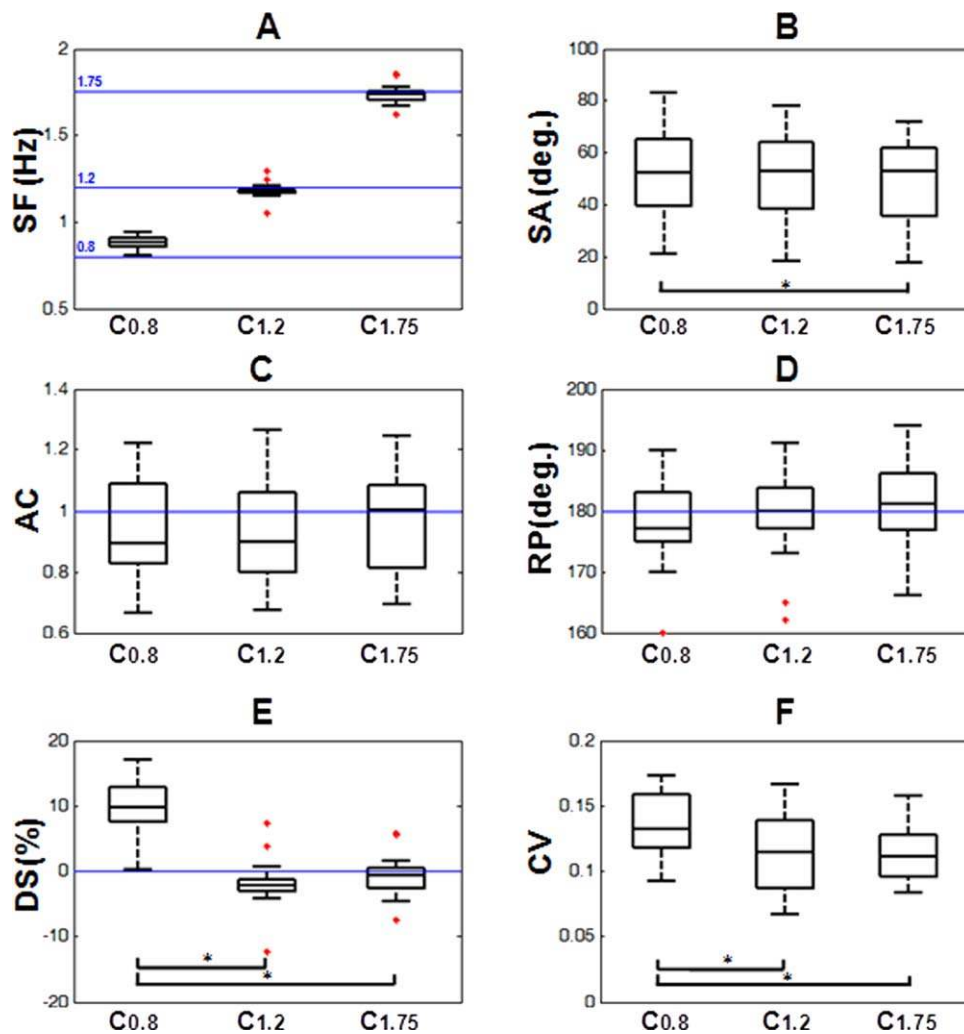 A
SF (Hz)
2
1.5
1
0.5
1.75
1.2
0.8
C0.8 C1.2 C1.75
B
SA(deg.)
100
80
60
40
20
0
*
C0.8 C1.2 C1.75
C
AC
1.4
1.2
1
0.8
0.6
C0.8 C1.2 C1.75
D
RP(deg.)
200
190
180
170
160
C0.8 C1.2 C1.75
E
DS(%)
20
10
0
-10
-20
*
*
C0.8 C1.2 C1.75
F
CV
0.2
0.15
0.1
0.05
0
*
*
C0.8 C1.2 C1.75